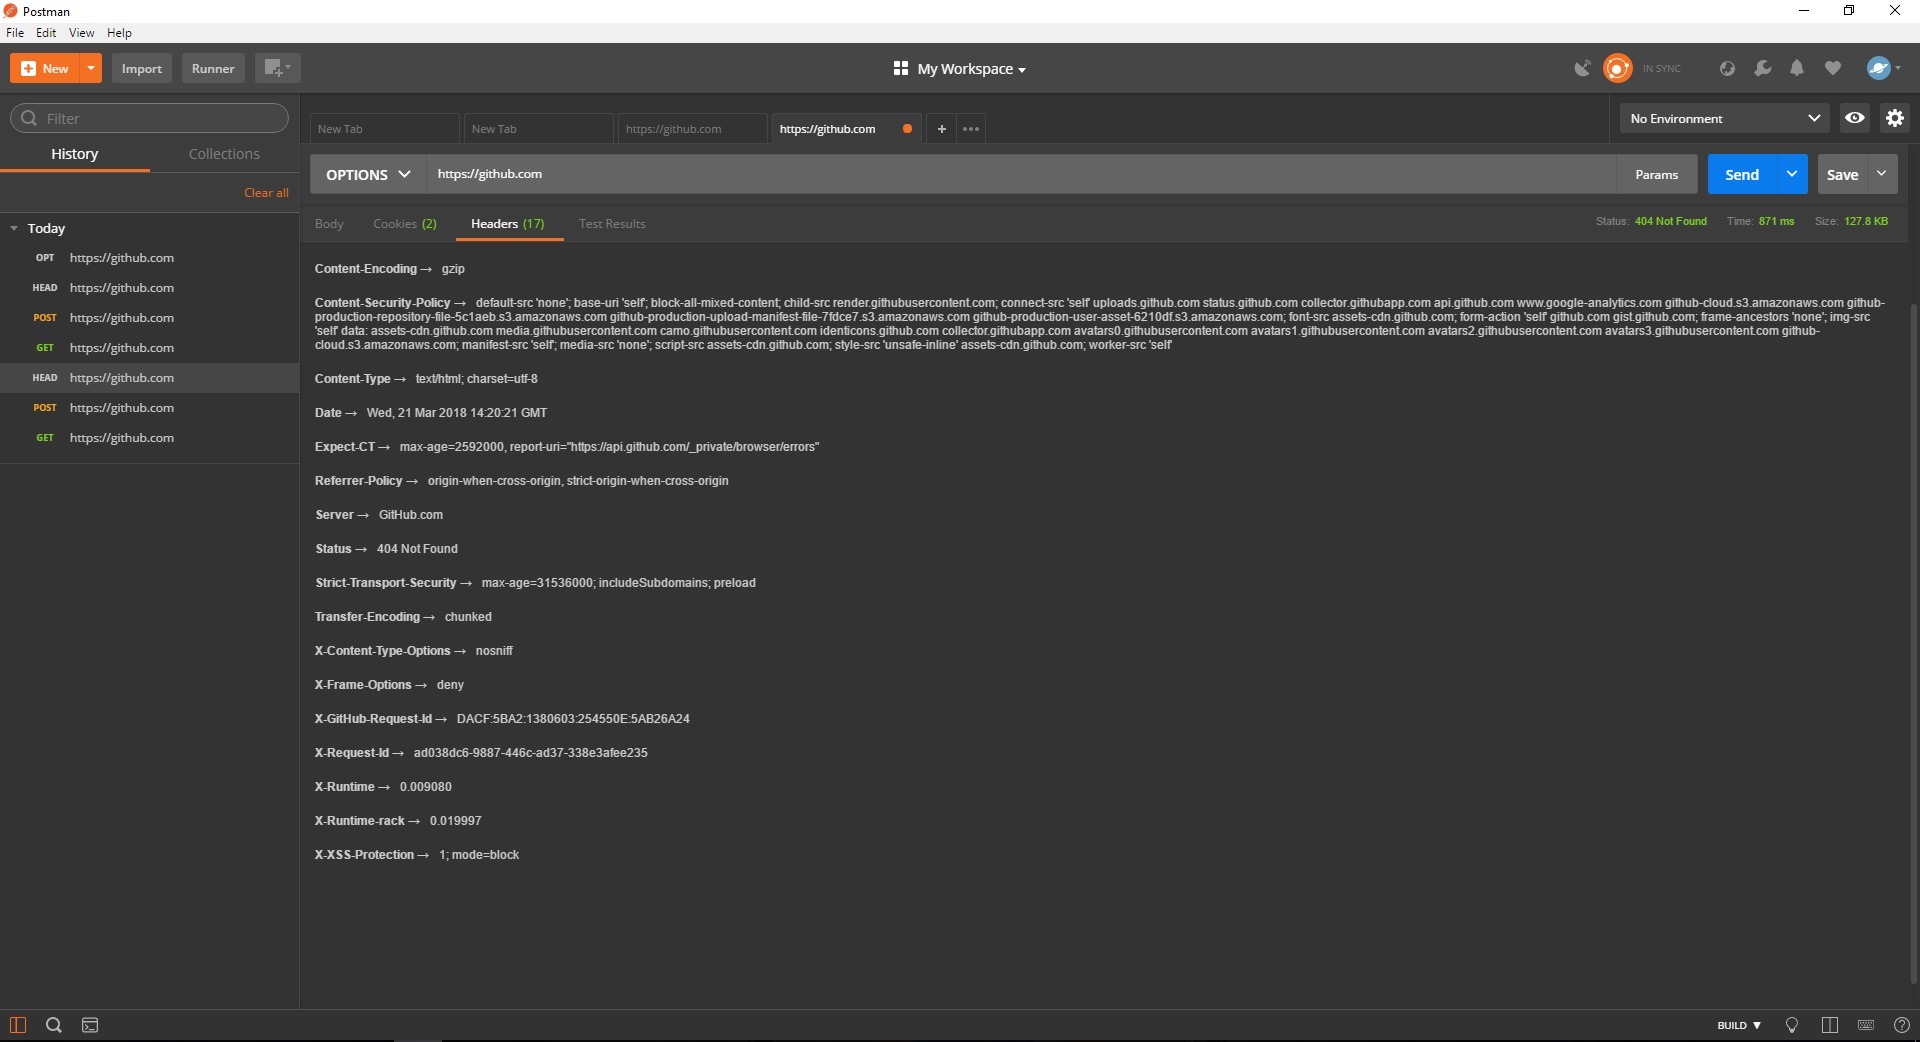 Postman
File Edit View Help
New Import Runner My Workspace IN SYNC
Filter
History Collections
Clear all
Today
OPT https://github.com
HEAD https://github.com
POST https://github.com
GET https://github.com
HEAD https://github.com
POST https://github.com
GET https://github.com
New Tab New Tab https://github.com https://github.com + ••• No Environment
OPTIONS https://github.com Params Send Save
Body Cookies (2) Headers (17) Test Results Status: 404 Not Found Time: 871 ms Size: 127.8 KB
Content-Encoding → gzip
Content-Security-Policy → default-src 'none'; base-uri 'self'; block-all-mixed-content; child-src render.githubusercontent.com; connect-src 'self' uploads.github.com status.github.com collector.githubapp.com api.github.com www.google-analytics.com github-cloud.s3.amazonaws.com github-
production-repository-file-5c1aeb.s3.amazonaws.com github-production-upload-manifest-file-7fdce7.s3.amazonaws.com github-production-user-asset-6210df.s3.amazonaws.com; font-src assets-cdn.github.com; form-action 'self' github.com gist.github.com; frame-ancestors 'none'; img-src
'self' data: assets-cdn.github.com media.githubusercontent.com camo.githubusercontent.com identicons.github.com collector.githubapp.com avatars0.githubusercontent.com avatars1.githubusercontent.com avatars2.githubusercontent.com avatars3.githubusercontent.com github-
cloud.s3.amazonaws.com; manifest-src 'self'; media-src 'none'; script-src assets-cdn.github.com; style-src 'unsafe-inline' assets-cdn.github.com; worker-src 'self'
Content-Type → text/html; charset=utf-8
Date → Wed, 21 Mar 2018 14:20:21 GMT
Expect-CT → max-age=2592000, report-uri="https://api.github.com/_private/browser/errors"
Referrer-Policy → origin-when-cross-origin, strict-origin-when-cross-origin
Server → GitHub.com
Status → 404 Not Found
Strict-Transport-Security → max-age=31536000; includeSubdomains; preload
Transfer-Encoding → chunked
X-Content-Type-Options → nosniff
X-Frame-Options → deny
X-GitHub-Request-Id → DACF:5BA2:1380603:254550E:5AB26A24
X-Request-Id → ad038dc6-9887-446c-ad37-338e3afee235
X-Runtime → 0.009080
X-Runtime-rack → 0.019997
X-XSS-Protection → 1; mode=block
BUILD